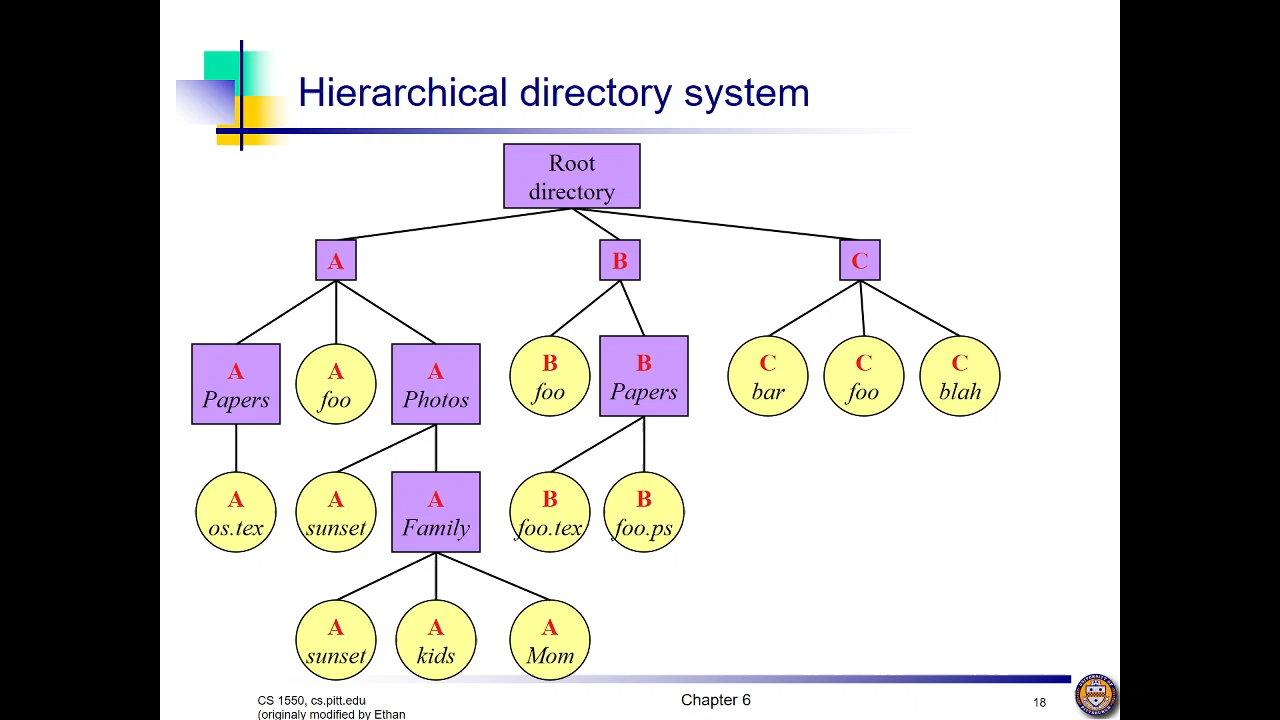 Hierarchical directory system
Root
directory
A
B
C
A
Papers
A
foo
A
Photos
B
foo
B
Papers
C
bar
C
foo
C
blah
A
os.tex
A
sunset
A
Family
B
foo.tex
B
foo.ps
A
sunset
A
kids
A
Mom
CS 1550, cs.pitt.edu
(originaly modified by Ethan
Chapter 6
18